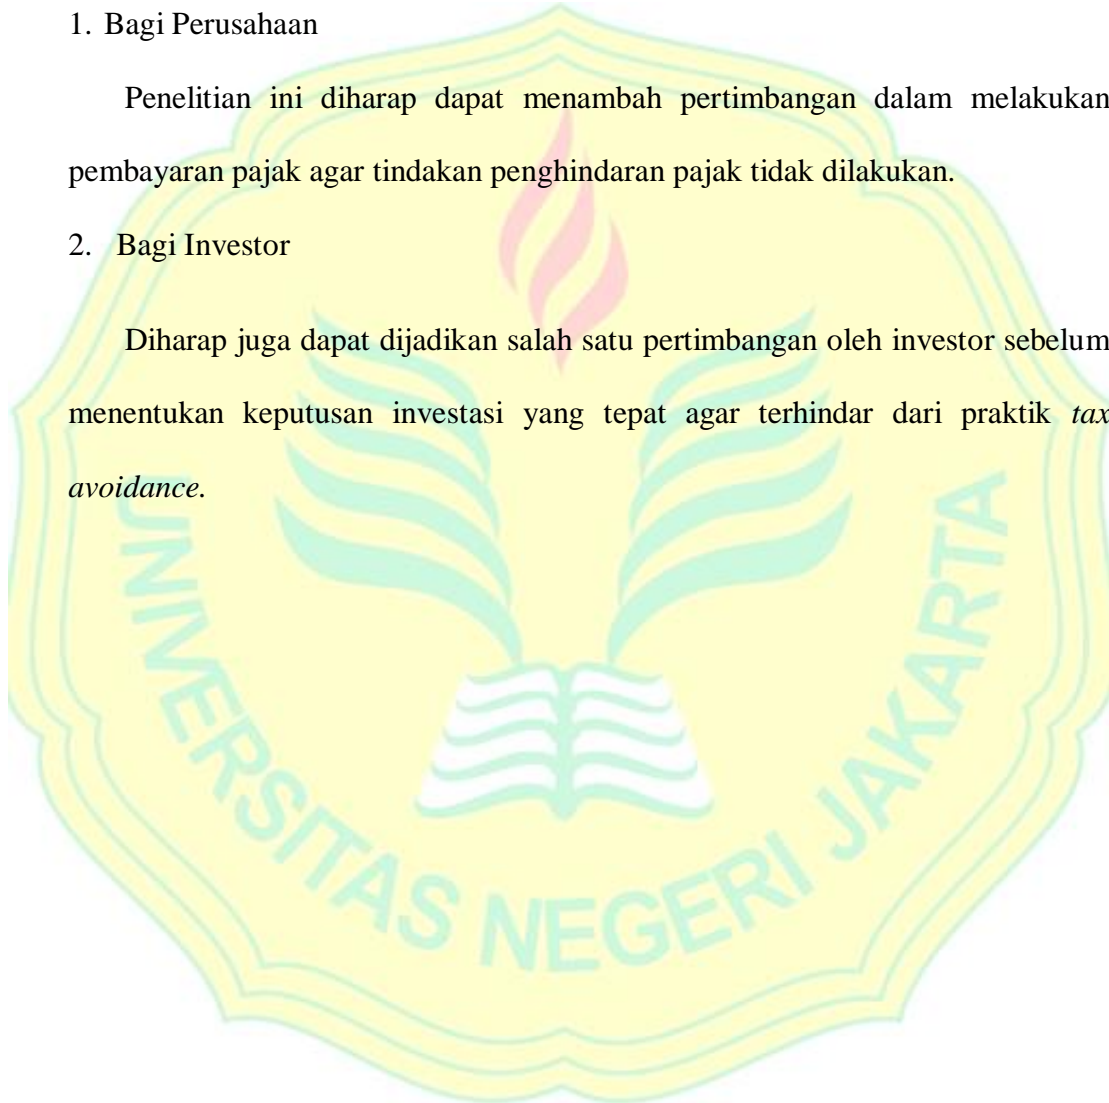 1. Bagi Perusahaan
Penelitian ini diharap dapat menambah pertimbangan dalam melakukan
pembayaran pajak agar tindakan penghindaran pajak tidak dilakukan.
2. Bagi Investor
Diharap juga dapat dijadikan salah satu pertimbangan oleh investor sebelum
menentukan keputusan investasi yang tepat agar terhindar dari praktik tax
avoidance.
UNIVERSITAS NEGERI JAKARTA